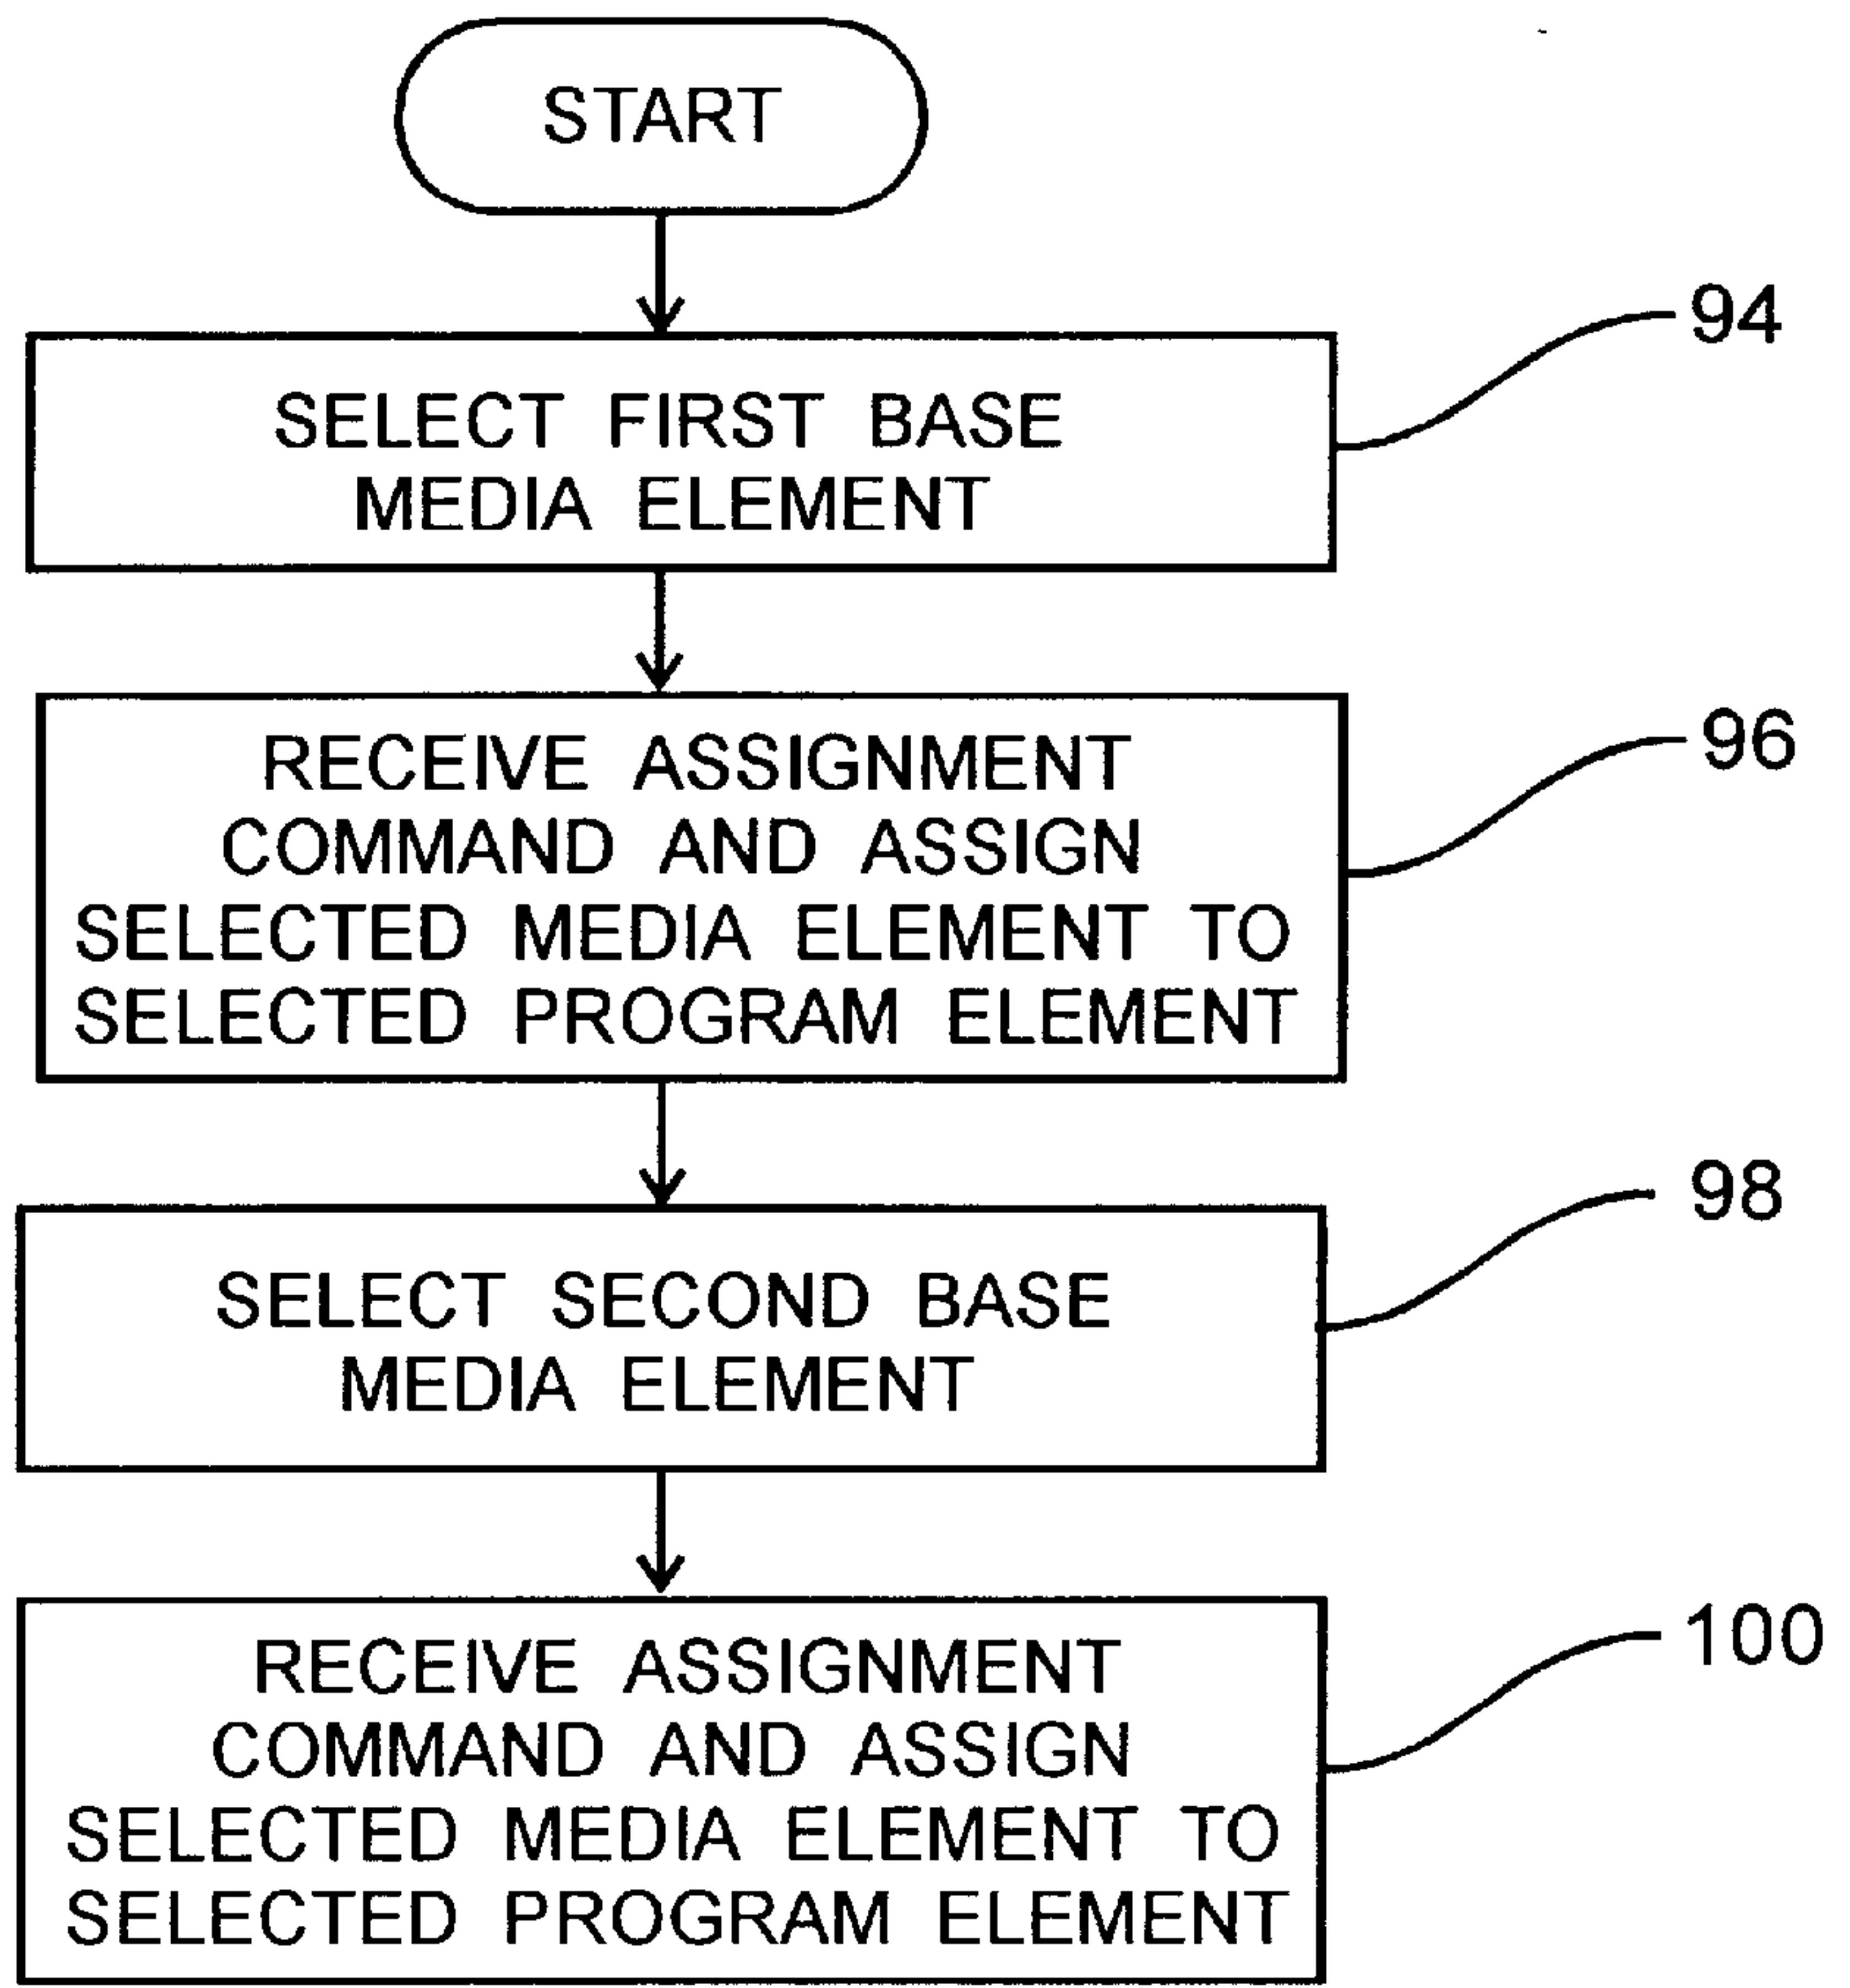 START
94
SELECT FIRST BASE
MEDIA ELEMENT
96
RECEIVE ASSIGNMENT
COMMAND AND ASSIGN
SELECTED MEDIA ELEMENT TO
SELECTED PROGRAM ELEMENT
98
SELECT SECOND BASE
MEDIA ELEMENT
100
RECEIVE ASSIGNMENT
COMMAND AND ASSIGN
SELECTED MEDIA ELEMENT TO
SELECTED PROGRAM ELEMENT